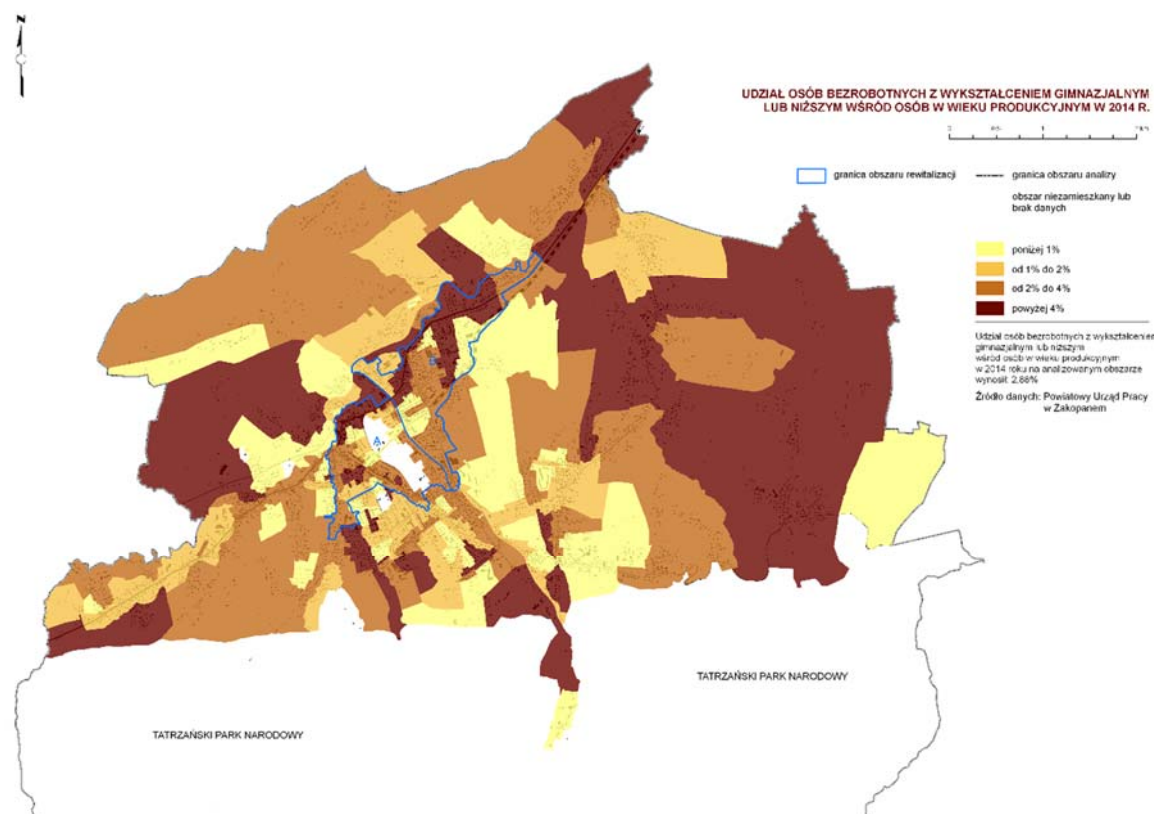 N
UDZIAŁ OSÓB BEZROBOTNYCH Z WYKSZTAŁCENIEM GIMNAZJALNYM
LUB NIŻSZYM WŚRÓD OSÓB W WIEKU PRODUKCYJNYM W 2014 R.
0
1
granica obszaru rewitalizacji
granica obszaru analizy
obszar niezamieszkany lub
brak danych
poniżej 1%
od 1% do 2%
od 2% do 4%
powyżej 4%
Udział osób bezrobotnych z wykształceniem
gimnazjalnym lub niższym
wśród osób w wieku produkcyjnym
w 2014 roku na analizowanym obszarze
wynosił: 2,88%
Źródło danych: Powiatowy Urząd Pracy
w Zakopanem
TATRZAŃSKI PARK NARODOWY
TATRZAŃSKI PARK NARODOWY